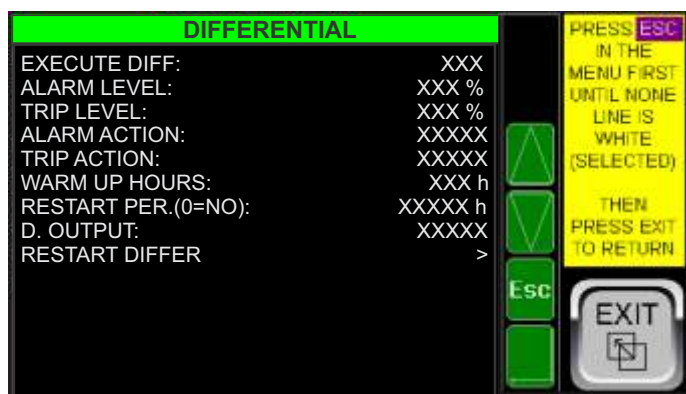 DIFFERENTIAL
EXECUTE DIFF: XXX
ALARM LEVEL: XXX %
TRIP LEVEL: XXX %
ALARM ACTION: XXXXX
TRIP ACTION: XXXXX
WARM UP HOURS: XXX h
RESTART PER.(0=NO): XXXXX h
D. OUTPUT: XXXXX
RESTART DIFFER >
Esc
PRESS ESC
IN THE
MENU FIRST
UNTIL NONE
LINE IS
WHITE
(SELECTED)
THEN
PRESS EXIT
TO RETURN
EXIT